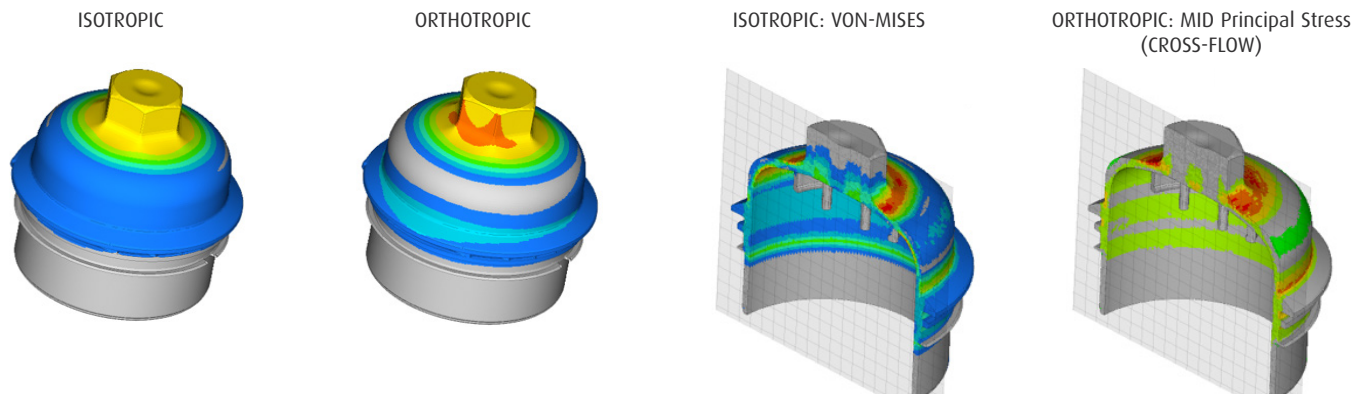 ISOTROPIC
ORTHOTROPIC
ISOTROPIC: VON-MISES
ORTHOTROPIC: MID Principal Stress
(CROSS-FLOW)